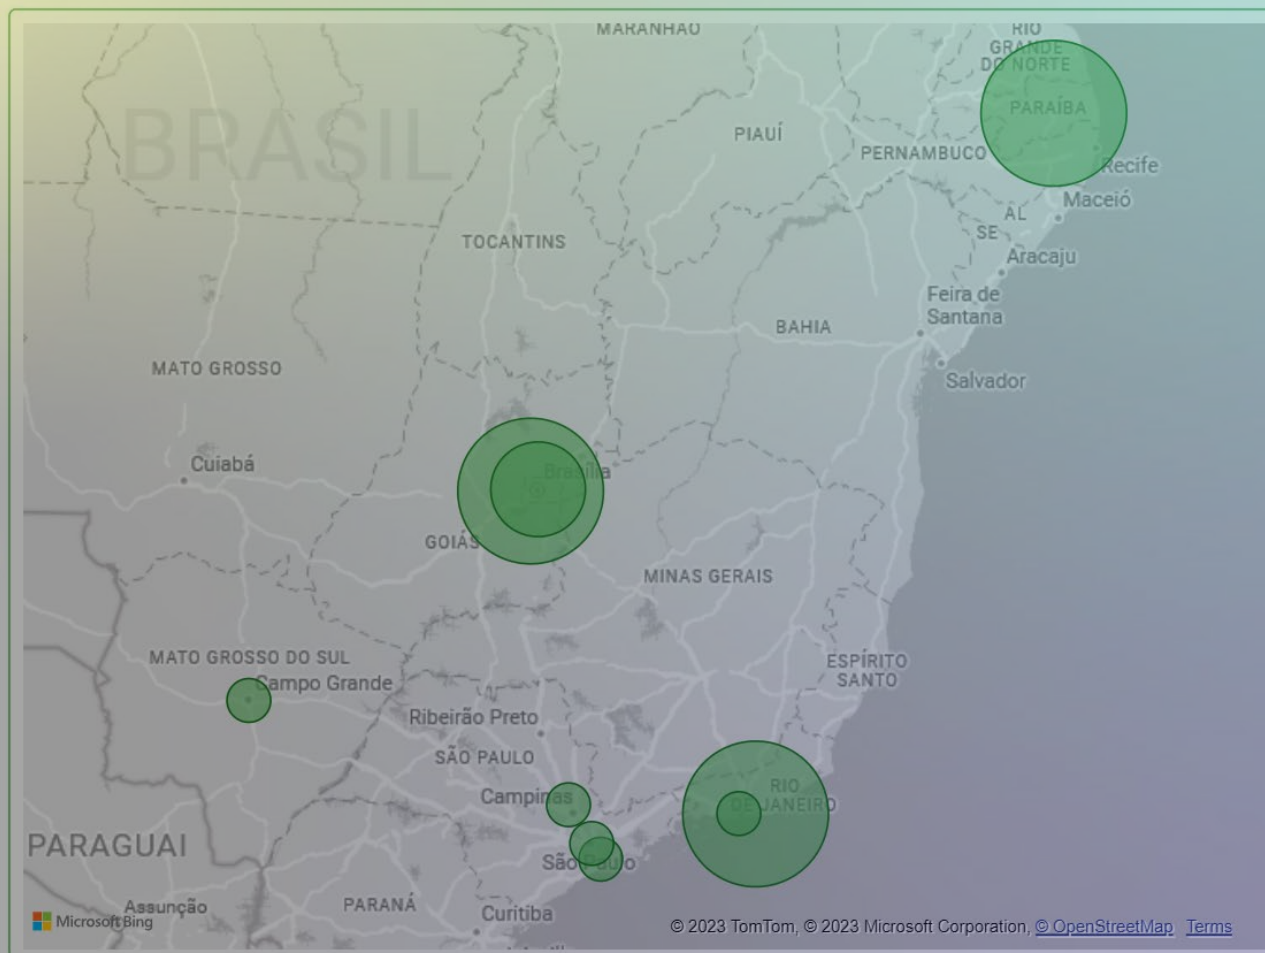 MARANHÃO
RIO
GRANDE
DO NORTE
BRASIL
PARAÍBA
PIAUÍ
PERNAMBUCO
Recife
Maceió
AL
SE
TOCANTINS
Aracaju
Feira de
Santana
BAHIA
MATO GROSSO
Salvador
Cuiabá
Brasília
GOIÁS
MINAS GERAIS
MATO GROSSO DO SUL
ESPÍRITO
SANTO
Campo Grande
Ribeirão Preto
SÃO PAULO
RIO
DE JANEIRO
Campinas
PARAGUAI
São Paulo
Assunção
PARANÁ
Curitiba
Microsoft Bing
© 2023 TomTom, © 2023 Microsoft Corporation, © OpenStreetMap Terms